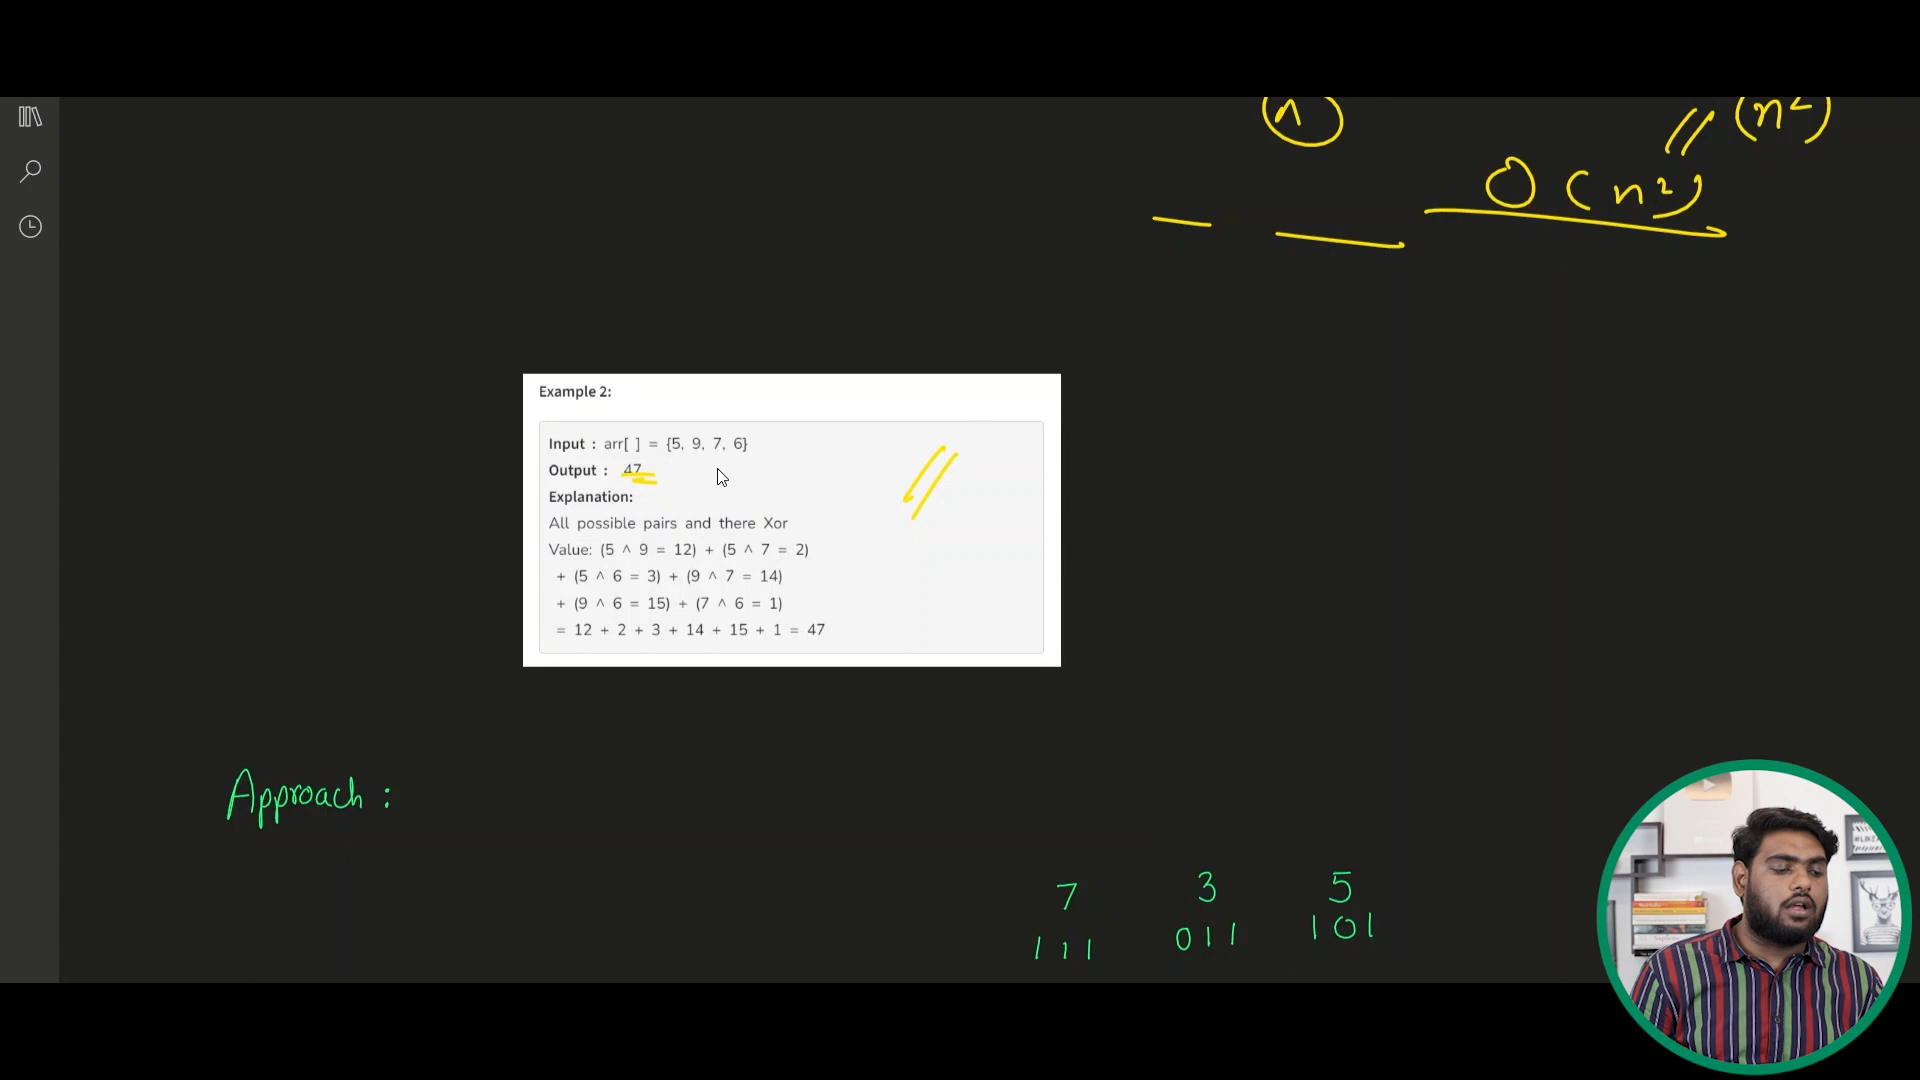 (n)
(n²)
O(n²)
Example 2:
Input : arr[ ] = {5, 9, 7, 6}
Output : 47
Explanation:
All possible pairs and there Xor
Value: (5 ^ 9 = 12) + (5 ^ 7 = 2)
+ (5 ^ 6 = 3) + (9 ^ 7 = 14)
+ (9 ^ 6 = 15) + (7 ^ 6 = 1)
= 12 + 2 + 3 + 14 + 15 + 1 = 47
Approach :
7 3 5
111 011 101